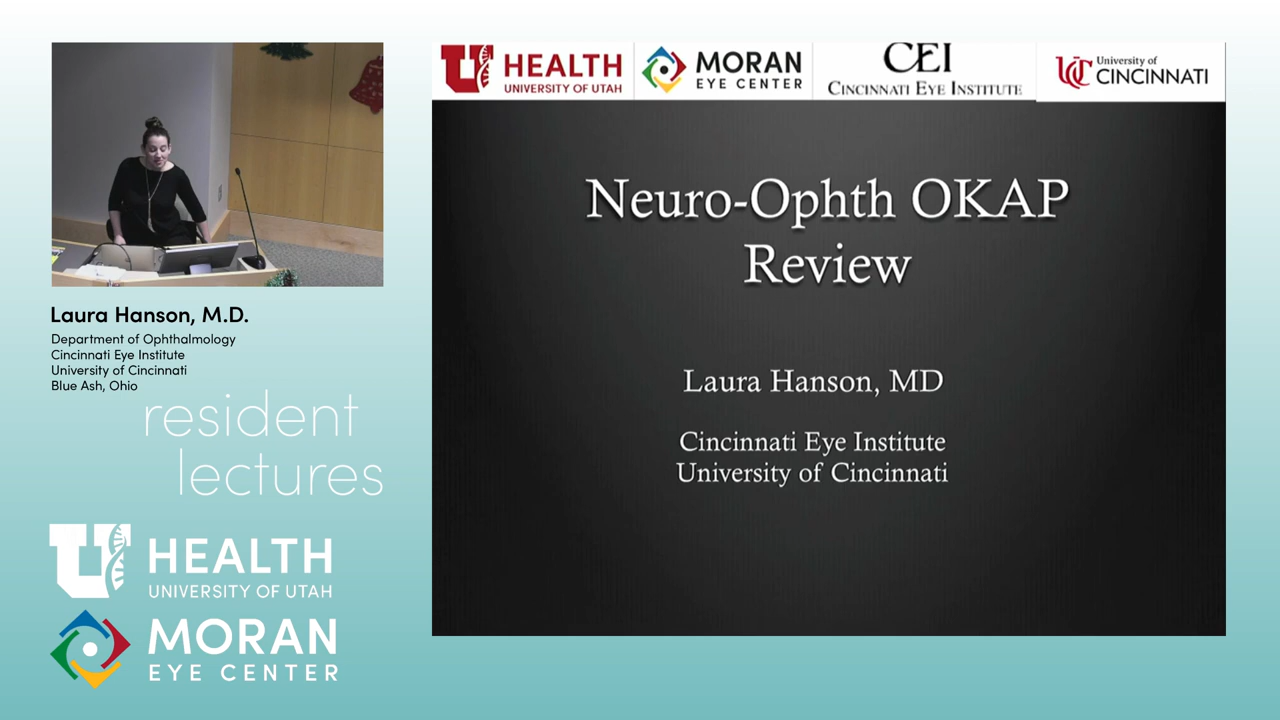 Laura Hanson, M.D.
Department of Ophthalmology
Cincinnati Eye Institute
University of Cincinnati
Blue Ash, Ohio
resident
lectures
U HEALTH
UNIVERSITY OF UTAH
MORAN
EYE CENTER
U HEALTH
UNIVERSITY OF UTAH
MORAN
EYE CENTER
CEI
CINCINNATI EYE INSTITUTE
UC University of
CINCINNATI
Neuro-Ophth OKAP
Review
Laura Hanson, MD
Cincinnati Eye Institute
University of Cincinnati